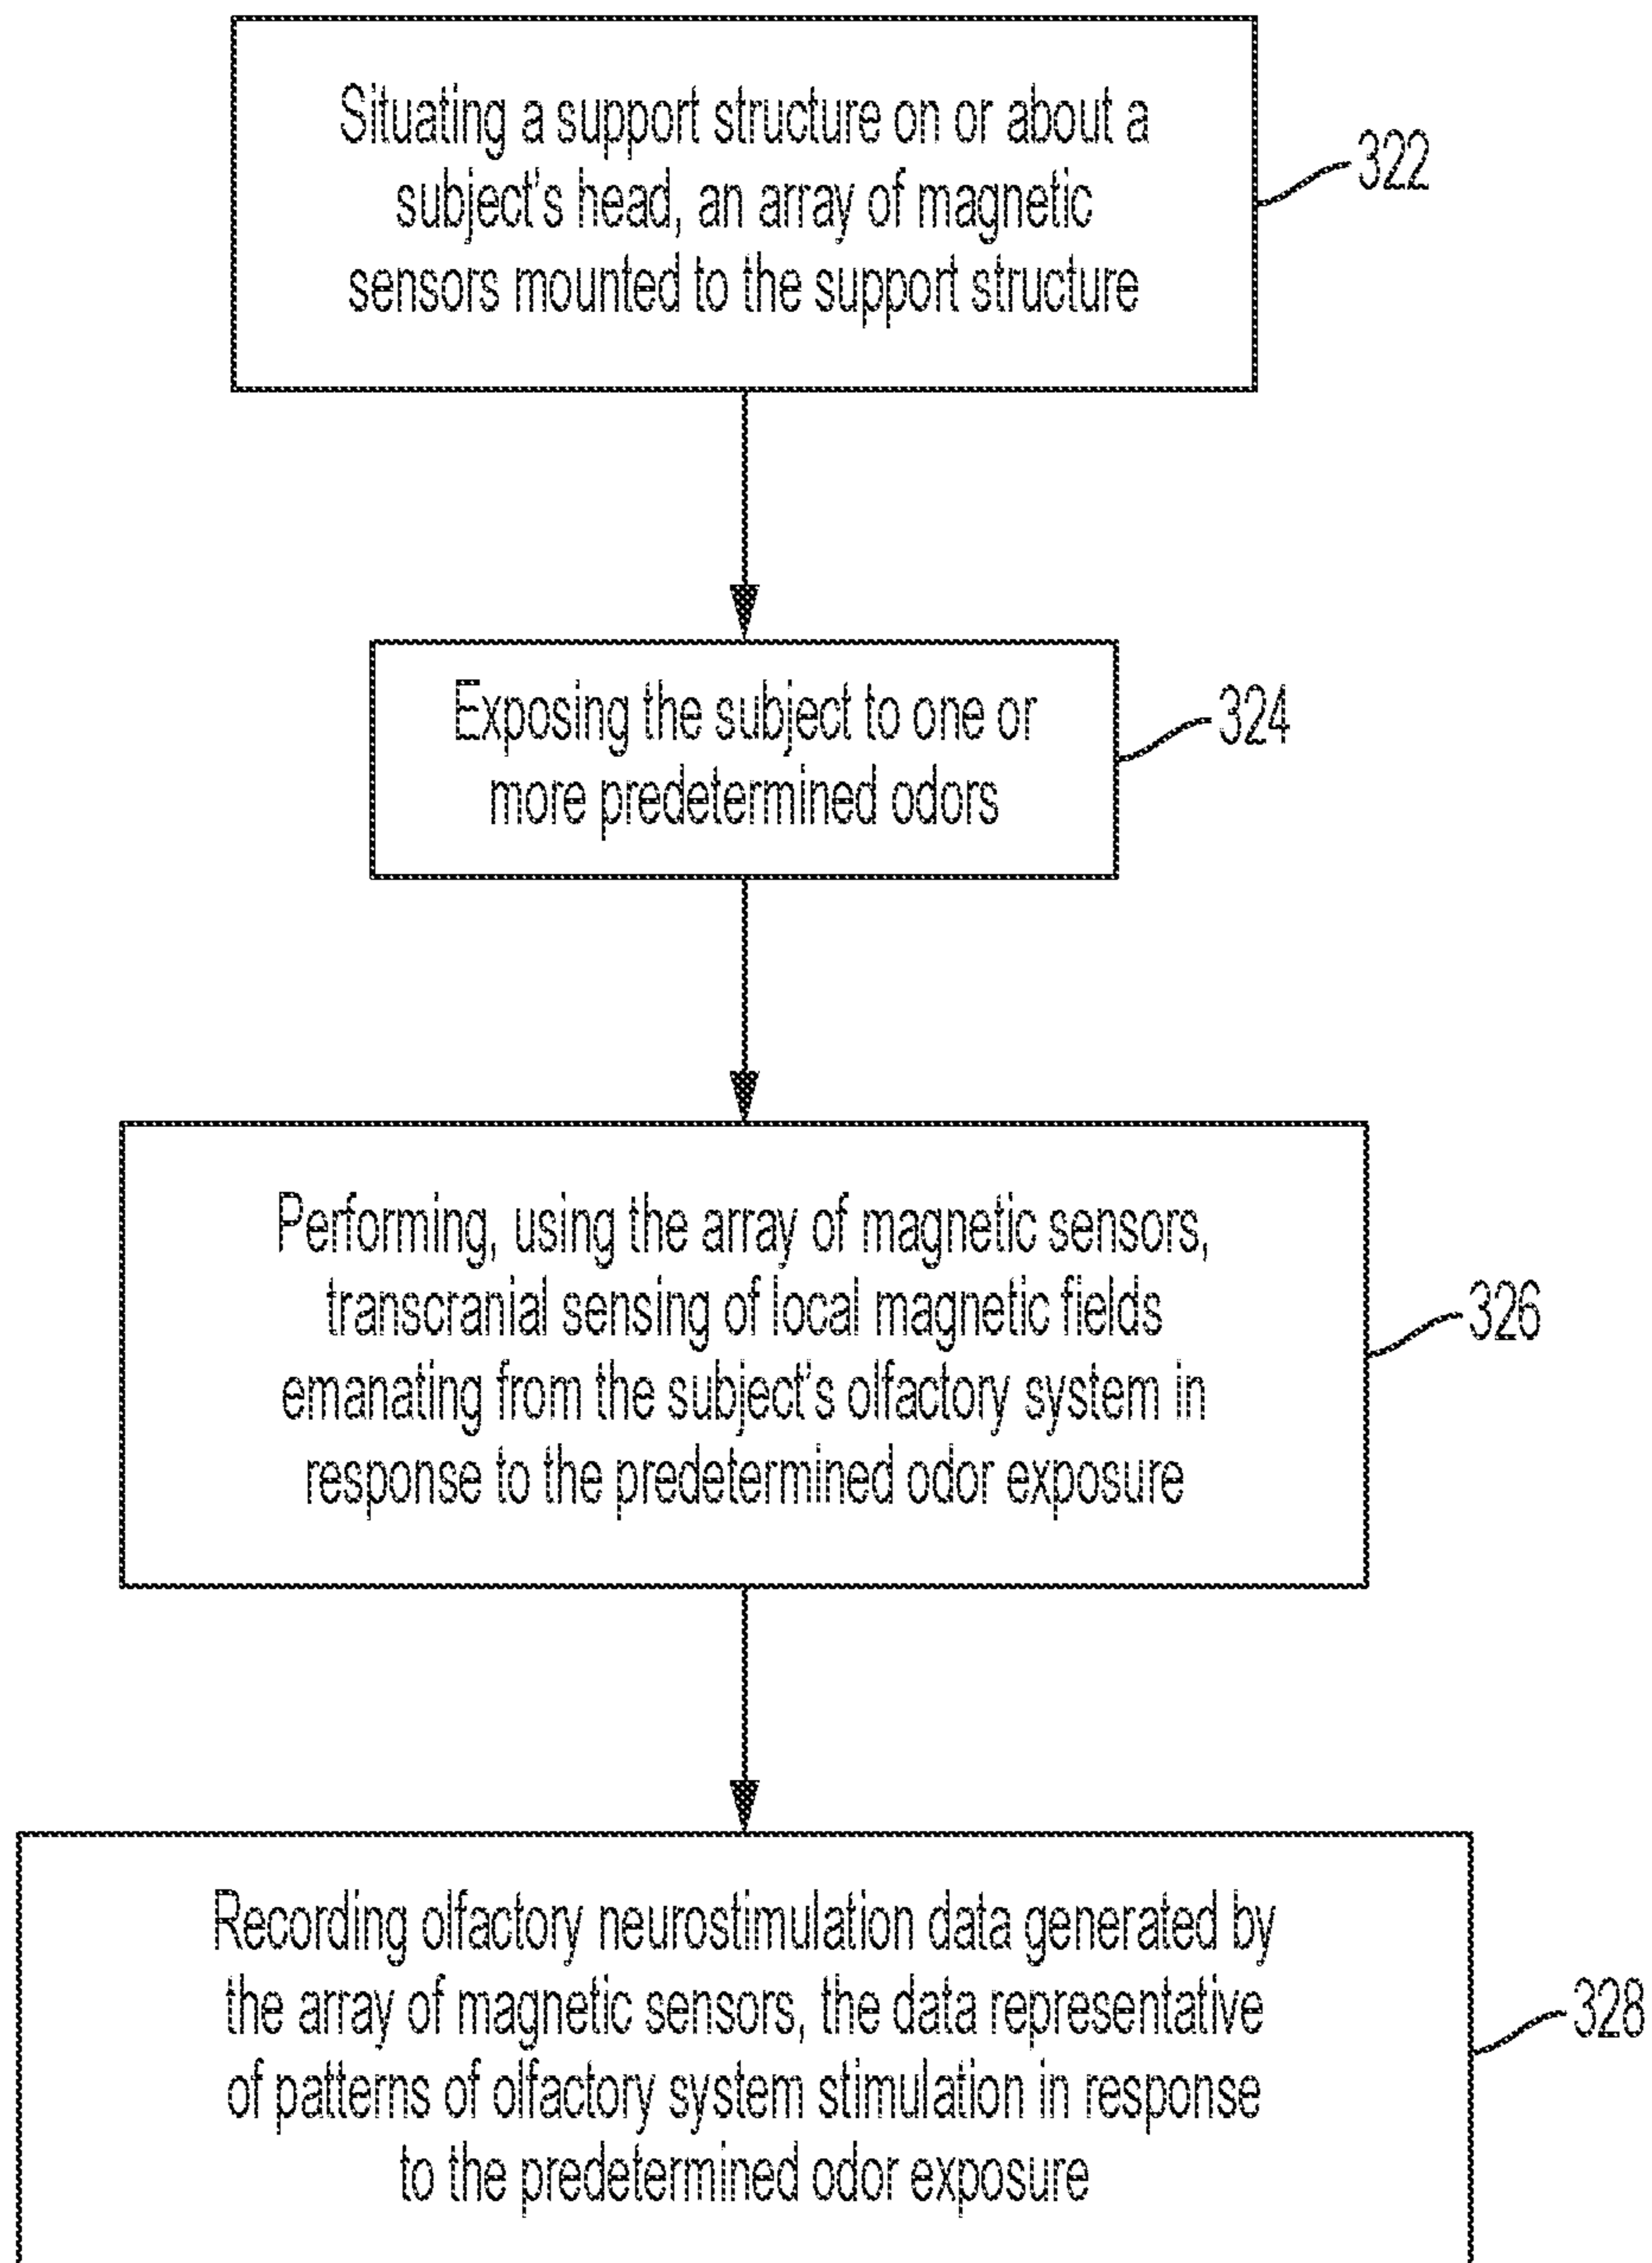 Situating a support structure on or about a
subject's head, an array of magnetic
sensors mounted to the support structure
322
Exposing the subject to one or
more predetermined odors
324
Performing, using the array of magnetic sensors,
transcranial sensing of local magnetic fields
emanating from the subject's olfactory system in
response to the predetermined odor exposure
326
Recording olfactory neurostimulation data generated by
the array of magnetic sensors, the data representative
of patterns of olfactory system stimulation in response
to the predetermined odor exposure
328